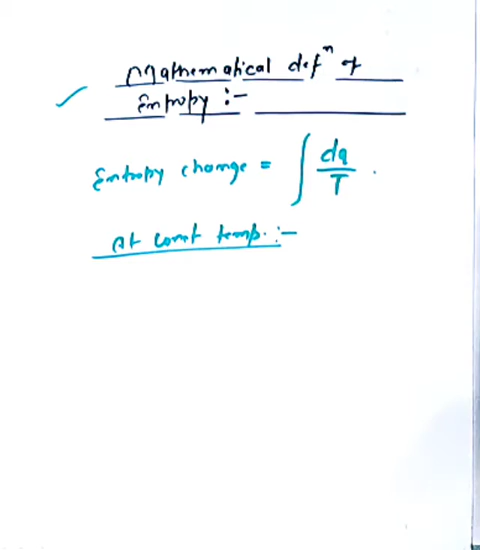 Mathematical defⁿ of
Entropy :-
Entropy change = ∫ dq/T .
At const temp. :-